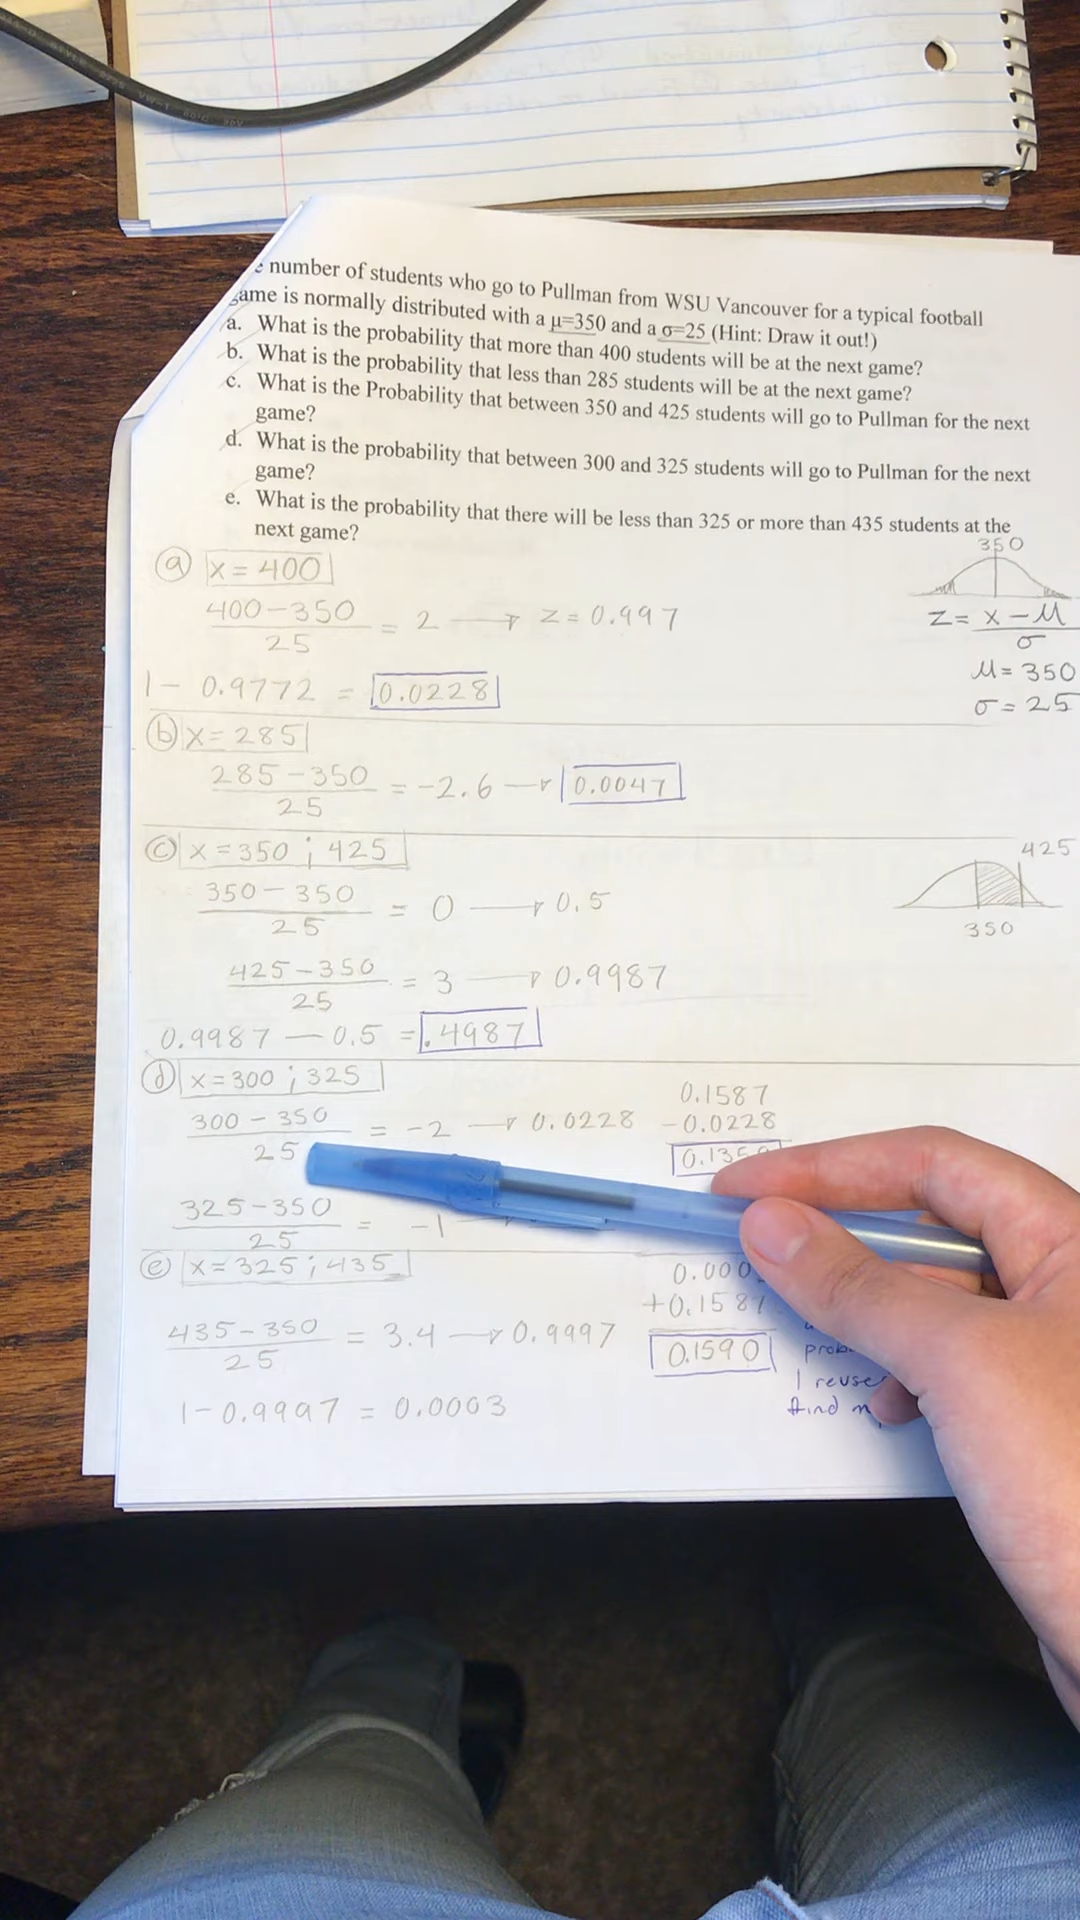 number of students who go to Pullman from WSU Vancouver for a typical football
game is normally distributed with a μ=350 and a σ=25 (Hint: Draw it out!)
a. What is the probability that more than 400 students will be at the next game?
b. What is the probability that less than 285 students will be at the next game?
c. What is the Probability that between 350 and 425 students will go to Pullman for the next
game?
d. What is the probability that between 300 and 325 students will go to Pullman for the next
game?
e. What is the probability that there will be less than 325 or more than 435 students at the
next game?
350
ⓐ x = 400
400-350
25
= 2 → z = 0.997
z = x - μ
σ
μ = 350
σ = 25
1 - 0.9772 = 0.0228
ⓑ x = 285
285 - 350
25
= -2.6 → 0.0047
ⓒ x = 350 ; 425
350 - 350
25
= 0 → 0.5
425
350
425 - 350
25
= 3 → 0.9987
0.9987 - 0.5 = .4987
ⓓ x = 300 ; 325
300 - 350
25
= -2 → 0.0228
0.1587
-0.0228
325-350
25
= -1
ⓔ x = 325 ; 435
+0.1587
0.1590
435-350
25
= 3.4 → 0.9997
1 - 0.9997 = 0.0003
I reuse
find